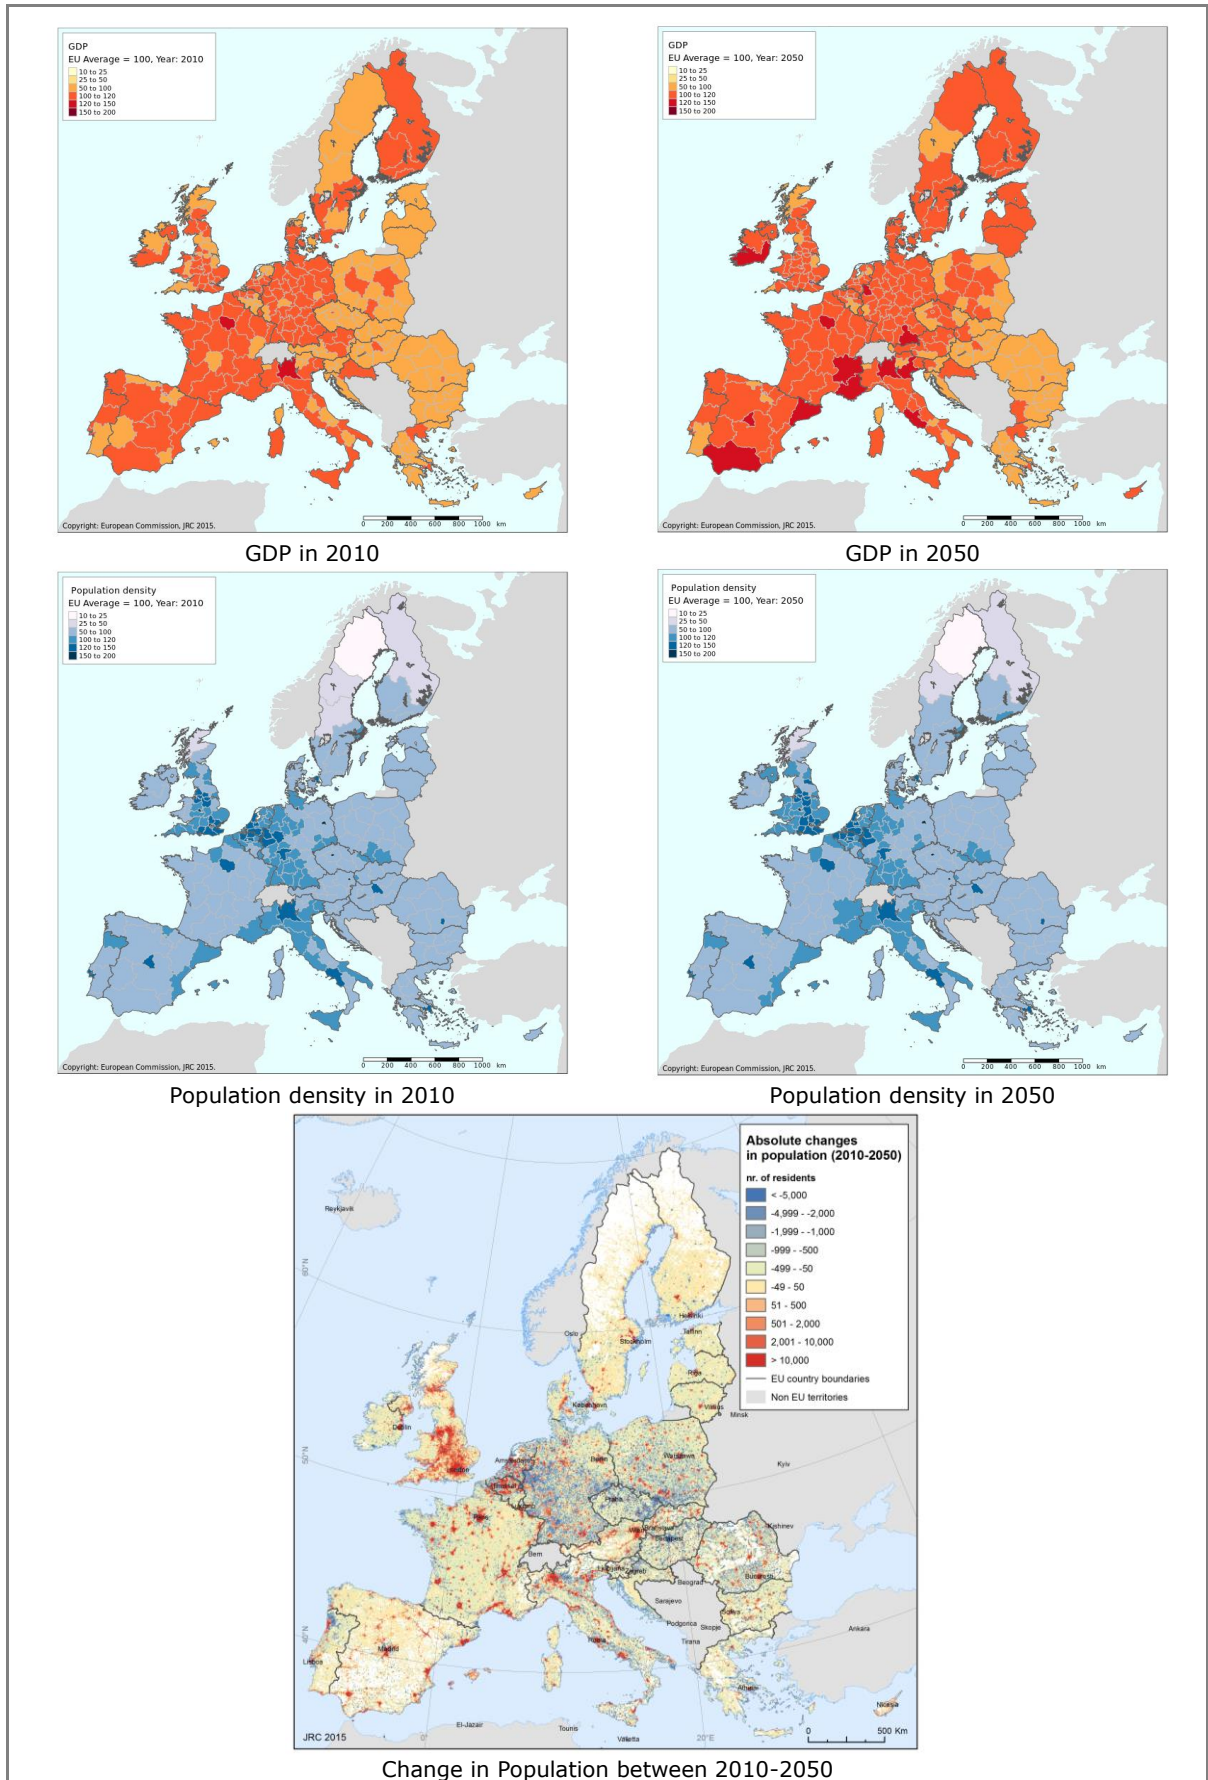 GDP
EU Average = 100, Year: 2010
10 to 25
25 to 50
50 to 100
100 to 120
120 to 150
150 to 200
Copyright: European Commission, JRC 2015.
0 200 400 600 800 1000 km
GDP in 2010
GDP
EU Average = 100, Year: 2050
10 to 25
25 to 50
50 to 100
100 to 120
120 to 150
150 to 200
Copyright: European Commission, JRC 2015.
0 200 400 600 800 1000 km
GDP in 2050
Population density
EU Average = 100, Year: 2010
10 to 25
25 to 50
50 to 100
100 to 120
120 to 150
150 to 200
Copyright: European Commission, JRC 2015.
0 200 400 600 800 1000 km
Population density in 2010
Population density
EU Average = 100, Year: 2050
10 to 25
25 to 50
50 to 100
100 to 120
120 to 150
150 to 200
Copyright: European Commission, JRC 2015.
0 200 400 600 800 1000 km
Population density in 2050
Absolute changes
in population (2010-2050)
nr. of residents
< -5,000
-4,999 - -2,000
-1,999 - -1,000
-999 - -500
-499 - -50
-49 - 50
51 - 500
501 - 2,000
2,001 - 10,000
> 10,000
EU country boundaries
Non EU territories
Reykjavik
60°N
Oslo
Stockholm
Helsinki
Tallinn
Riga
Vilnius
Minsk
Kobenhavn
Dublin
London
50°N
Amsterdam
Berlin
Warszawa
Kyiv
Praha
Paris
Bratislava
Budapest
Kishinev
Bern
Ljubljana
Zagreb
Beograd
Bucuresti
Sarajevo
Podgorica
Skopje
Tirana
Sofiya
Ankara
40°N
Madrid
Lisboa
Roma
Athina
Nicosia
El-Jazair
Tounis
Valletta
JRC 2015
0°
20°E
0 500 Km
Change in Population between 2010-2050